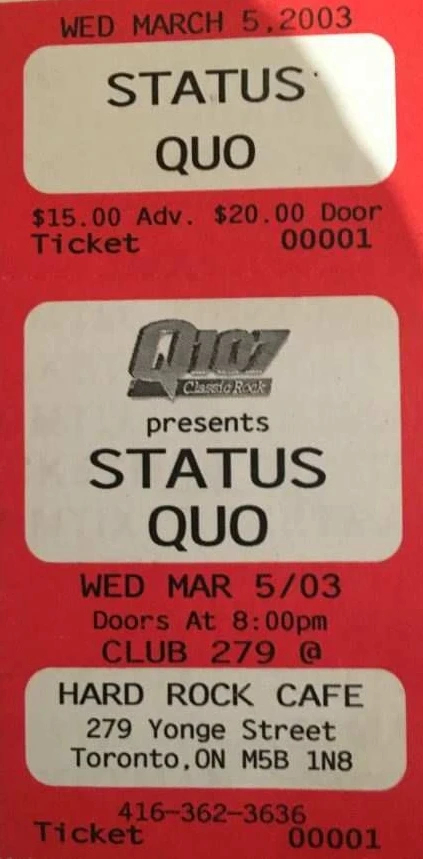 WED MARCH 5,2003
STATUS
QUO
$15.00 Adv. $20.00 Door
Ticket 00001
Q107
Classic Rock
presents
STATUS
QUO
WED MAR 5/03
Doors At 8:00pm
CLUB 279 @
HARD ROCK CAFE
279 Yonge Street
Toronto,ON M5B 1N8
416-362-3636
Ticket 00001